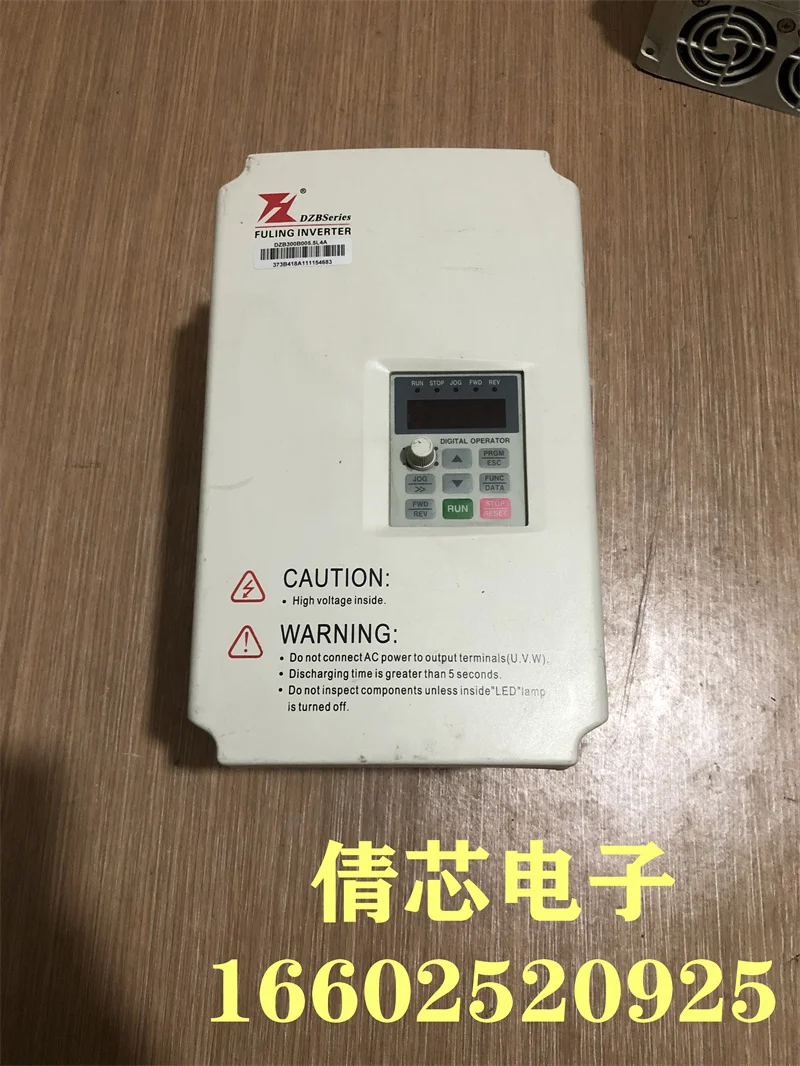 DZBSeries
FULING INVERTER
DZB300B005.5L4A
373B418A111154683
RUN STOP JOG FWD REV
DIGITAL OPERATOR
PRGM
ESC
JOG
>>
FUNC
DATA
FWD
REV
RUN
STOP
RESET
CAUTION:
• High voltage inside.
WARNING:
• Do not connect AC power to output terminals(U.V.W).
• Discharging time is greater than 5 seconds.
• Do not inspect components unless inside"LED"lamp
is turned off.
倩芯电子
16602520925